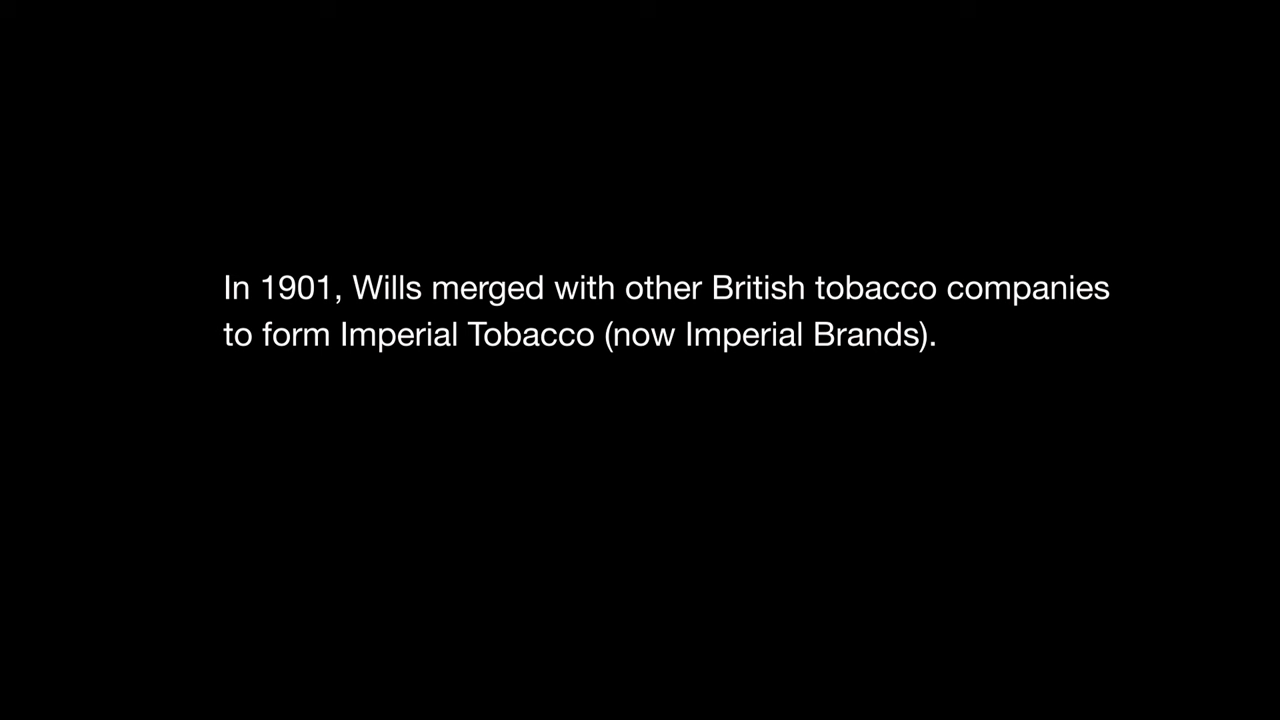 In 1901, Wills merged with other British tobacco companies
to form Imperial Tobacco (now Imperial Brands).